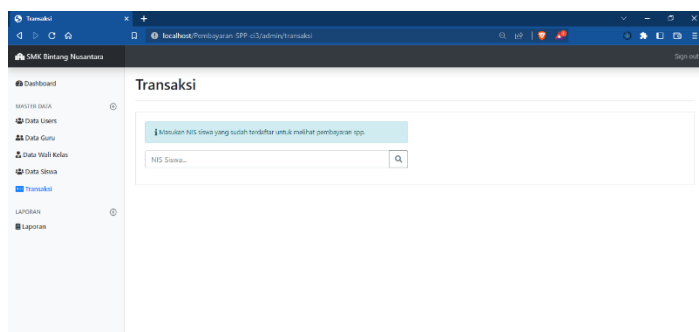 Transaksi
localhost/Pembayaran-SPP-ci3/admin/transaksi
SMK Bintang Nusantara
Sign out
Dashboard
MASTER DATA
Data Users
Data Guru
Data Wali Kelas
Data Siswa
Transaksi
LAPORAN
Laporan
Transaksi
Masukan NIS siswa yang sudah terdaftar untuk melihat pembayaran spp.
NIS Siswa...